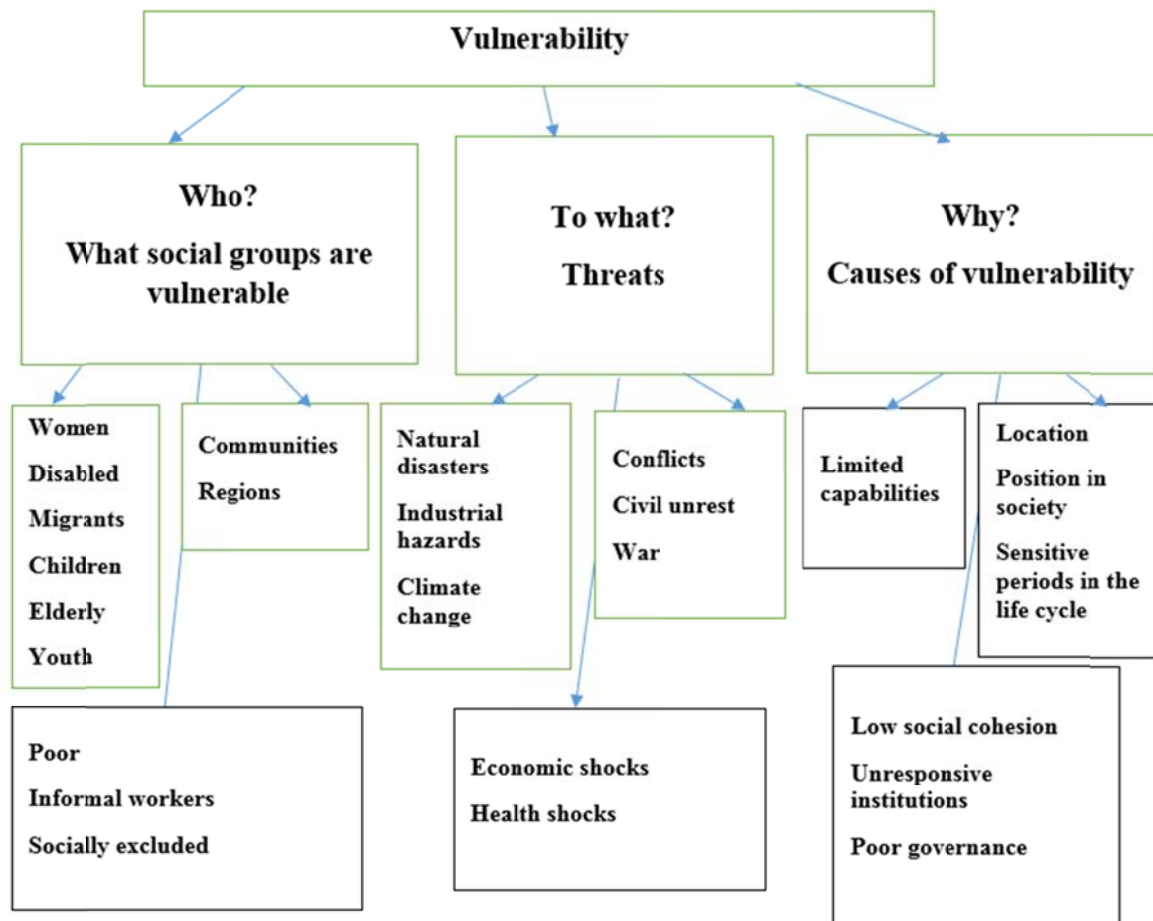 Vulnerability
Who?
What social groups are
vulnerable
To what?
Threats
Why?
Causes of vulnerability
Women
Disabled
Migrants
Children
Elderly
Youth
Communities
Regions
Natural
disasters
Industrial
hazards
Climate
change
Conflicts
Civil unrest
War
Limited
capabilities
Location
Position in
society
Sensitive
periods in the
life cycle
Poor
Informal workers
Socially excluded
Economic shocks
Health shocks
Low social cohesion
Unresponsive
institutions
Poor governance